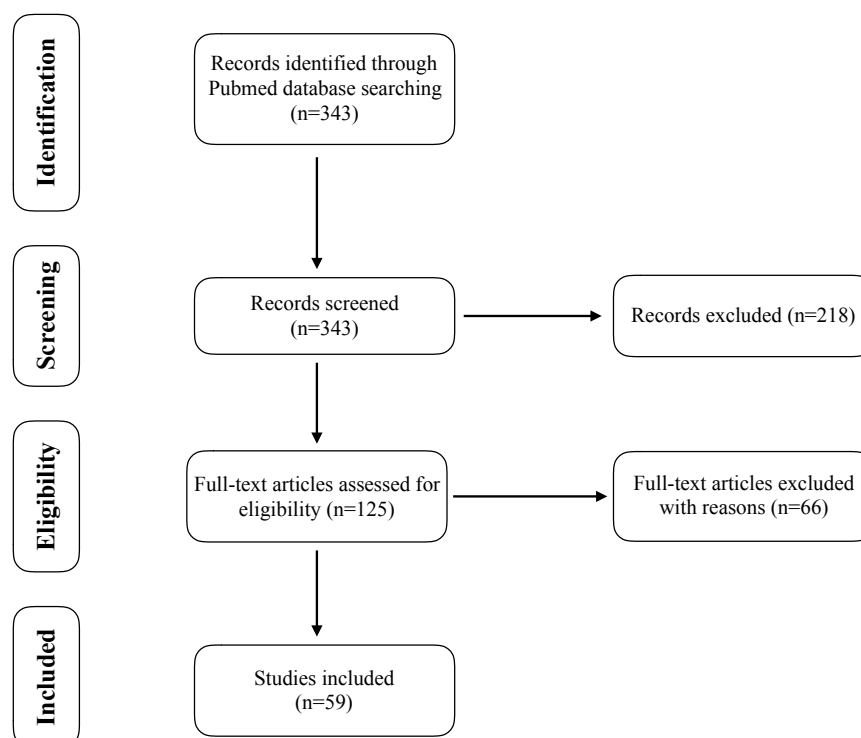 Identification
Records identified through
Pubmed database searching
(n=343)
Screening
Records screened
(n=343)
Records excluded (n=218)
Eligibility
Full-text articles assessed for
eligibility (n=125)
Full-text articles excluded
with reasons (n=66)
Included
Studies included
(n=59)